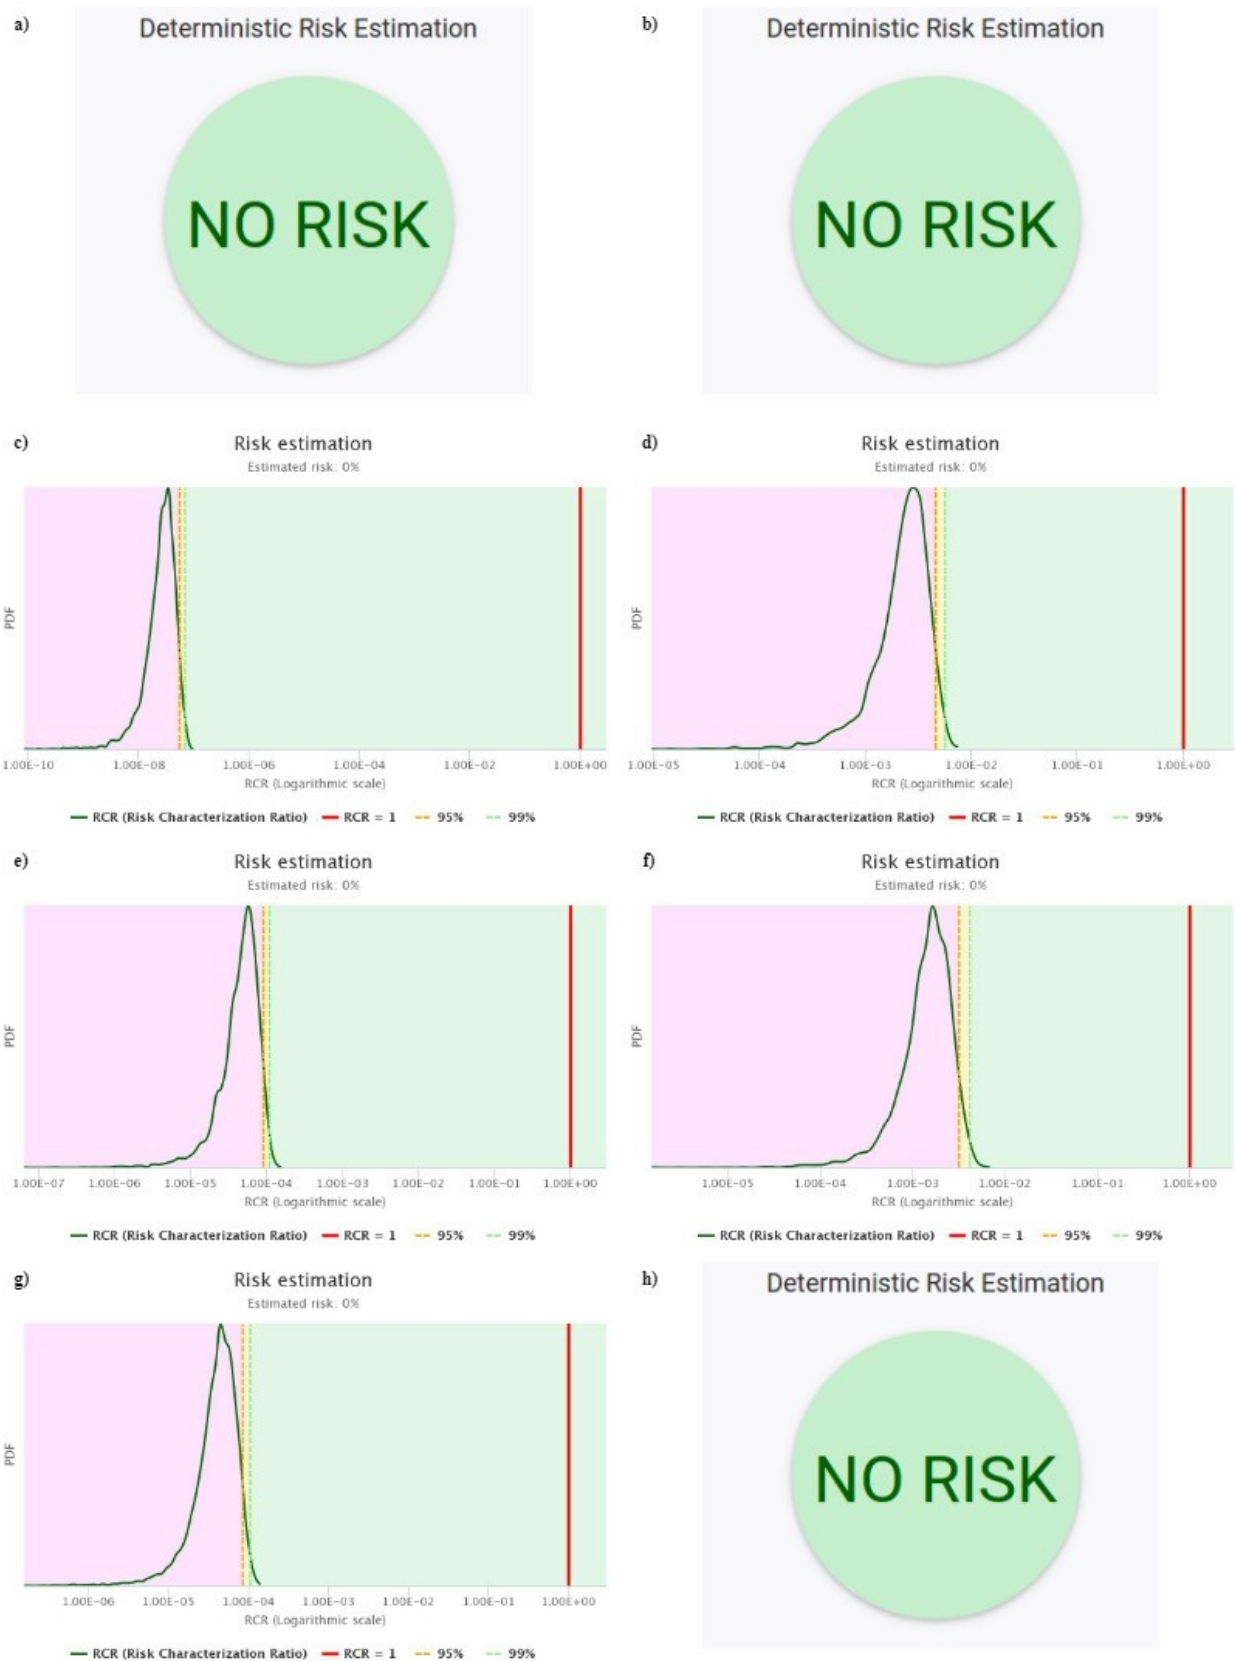 a)
Deterministic Risk Estimation
NO RISK
b)
Deterministic Risk Estimation
NO RISK
c)
Risk estimation
Estimated risk: 0%
PDF
1.00E-10 1.00E-08 1.00E-06 1.00E-04 1.00E-02 1.00E+00
RCR (Logarithmic scale)
RCR (Risk Characterization Ratio) RCR = 1 95% 99%
d)
Risk estimation
Estimated risk: 0%
PDF
1.00E-05 1.00E-04 1.00E-03 1.00E-02 1.00E-01 1.00E+00
RCR (Logarithmic scale)
RCR (Risk Characterization Ratio) RCR = 1 95% 99%
e)
Risk estimation
Estimated risk: 0%
PDF
1.00E-07 1.00E-06 1.00E-05 1.00E-04 1.00E-03 1.00E-02 1.00E-01 1.00E+00
RCR (Logarithmic scale)
RCR (Risk Characterization Ratio) RCR = 1 95% 99%
f)
Risk estimation
Estimated risk: 0%
PDF
1.00E-05 1.00E-04 1.00E-03 1.00E-02 1.00E-01 1.00E+00
RCR (Logarithmic scale)
RCR (Risk Characterization Ratio) RCR = 1 95% 99%
g)
Risk estimation
Estimated risk: 0%
PDF
1.00E-06 1.00E-05 1.00E-04 1.00E-03 1.00E-02 1.00E-01 1.00E+00
RCR (Logarithmic scale)
RCR (Risk Characterization Ratio) RCR = 1 95% 99%
h)
Deterministic Risk Estimation
NO RISK